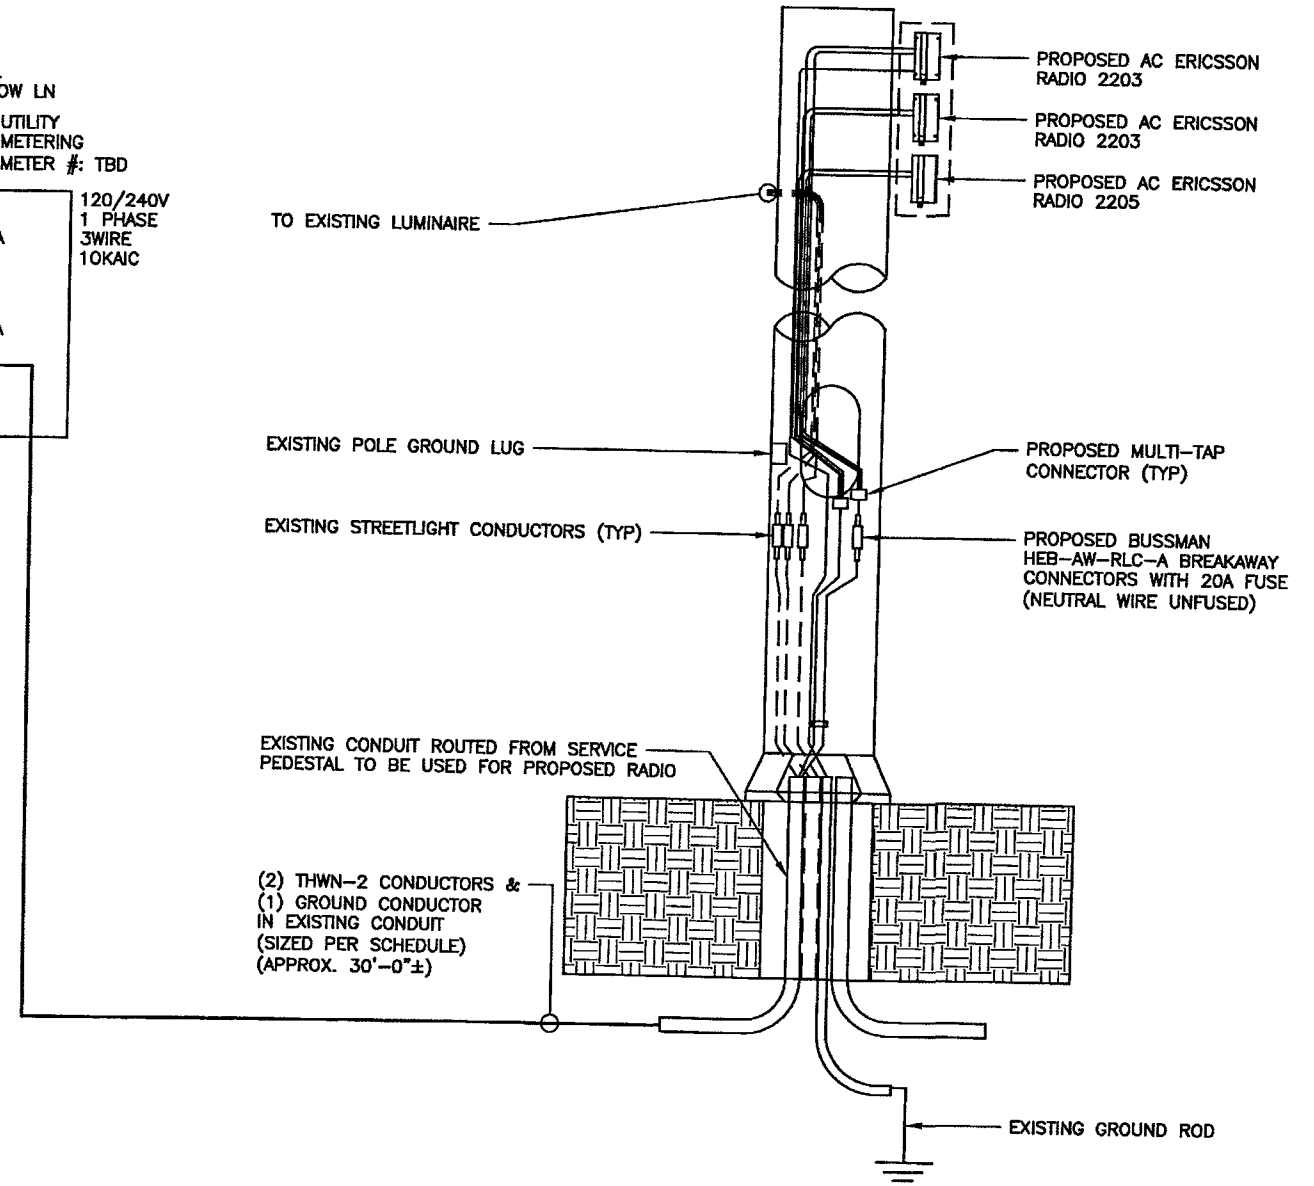 OW LN
UTILITY
METERING
METER #: TBD
120/240V
1 PHASE
3WIRE
10KAIC
A
A
PROPOSED AC ERICSSON
RADIO 2203
PROPOSED AC ERICSSON
RADIO 2203
PROPOSED AC ERICSSON
RADIO 2205
TO EXISTING LUMINAIRE
EXISTING POLE GROUND LUG
PROPOSED MULTI-TAP
CONNECTOR (TYP)
EXISTING STREETLIGHT CONDUCTORS (TYP)
PROPOSED BUSSMAN
HEB-AW-RLC-A BREAKAWAY
CONNECTORS WITH 20A FUSE
(NEUTRAL WIRE UNFUSED)
EXISTING CONDUIT ROUTED FROM SERVICE
PEDESTAL TO BE USED FOR PROPOSED RADIO
(2) THWN-2 CONDUCTORS &
(1) GROUND CONDUCTOR
IN EXISTING CONDUIT
(SIZED PER SCHEDULE)
(APPROX. 30'-0"±)
EXISTING GROUND ROD